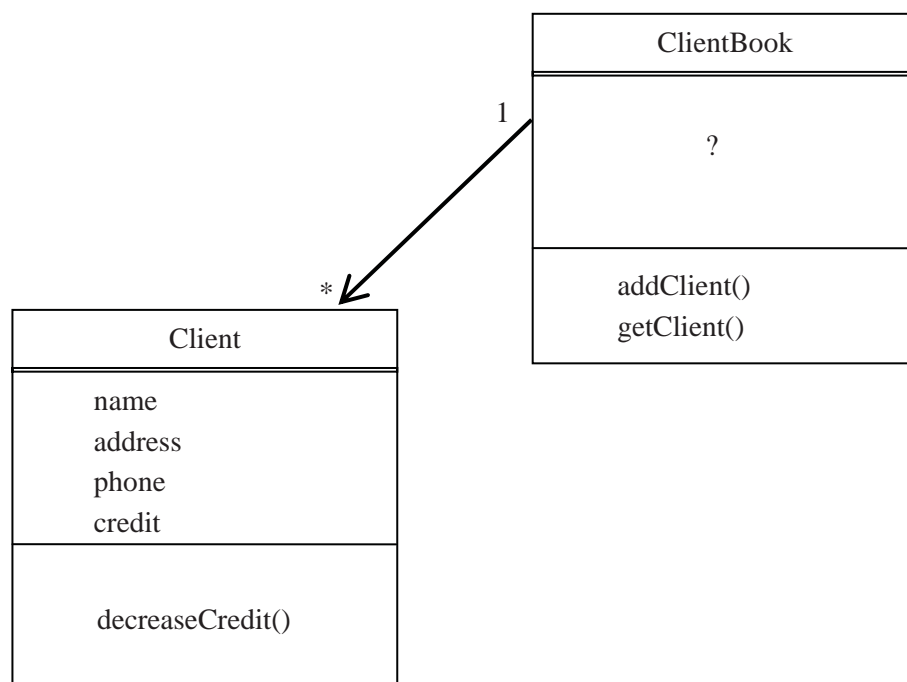 ClientBook
1
?
addClient()
getClient()
*
Client
name
address
phone
credit
decreaseCredit()